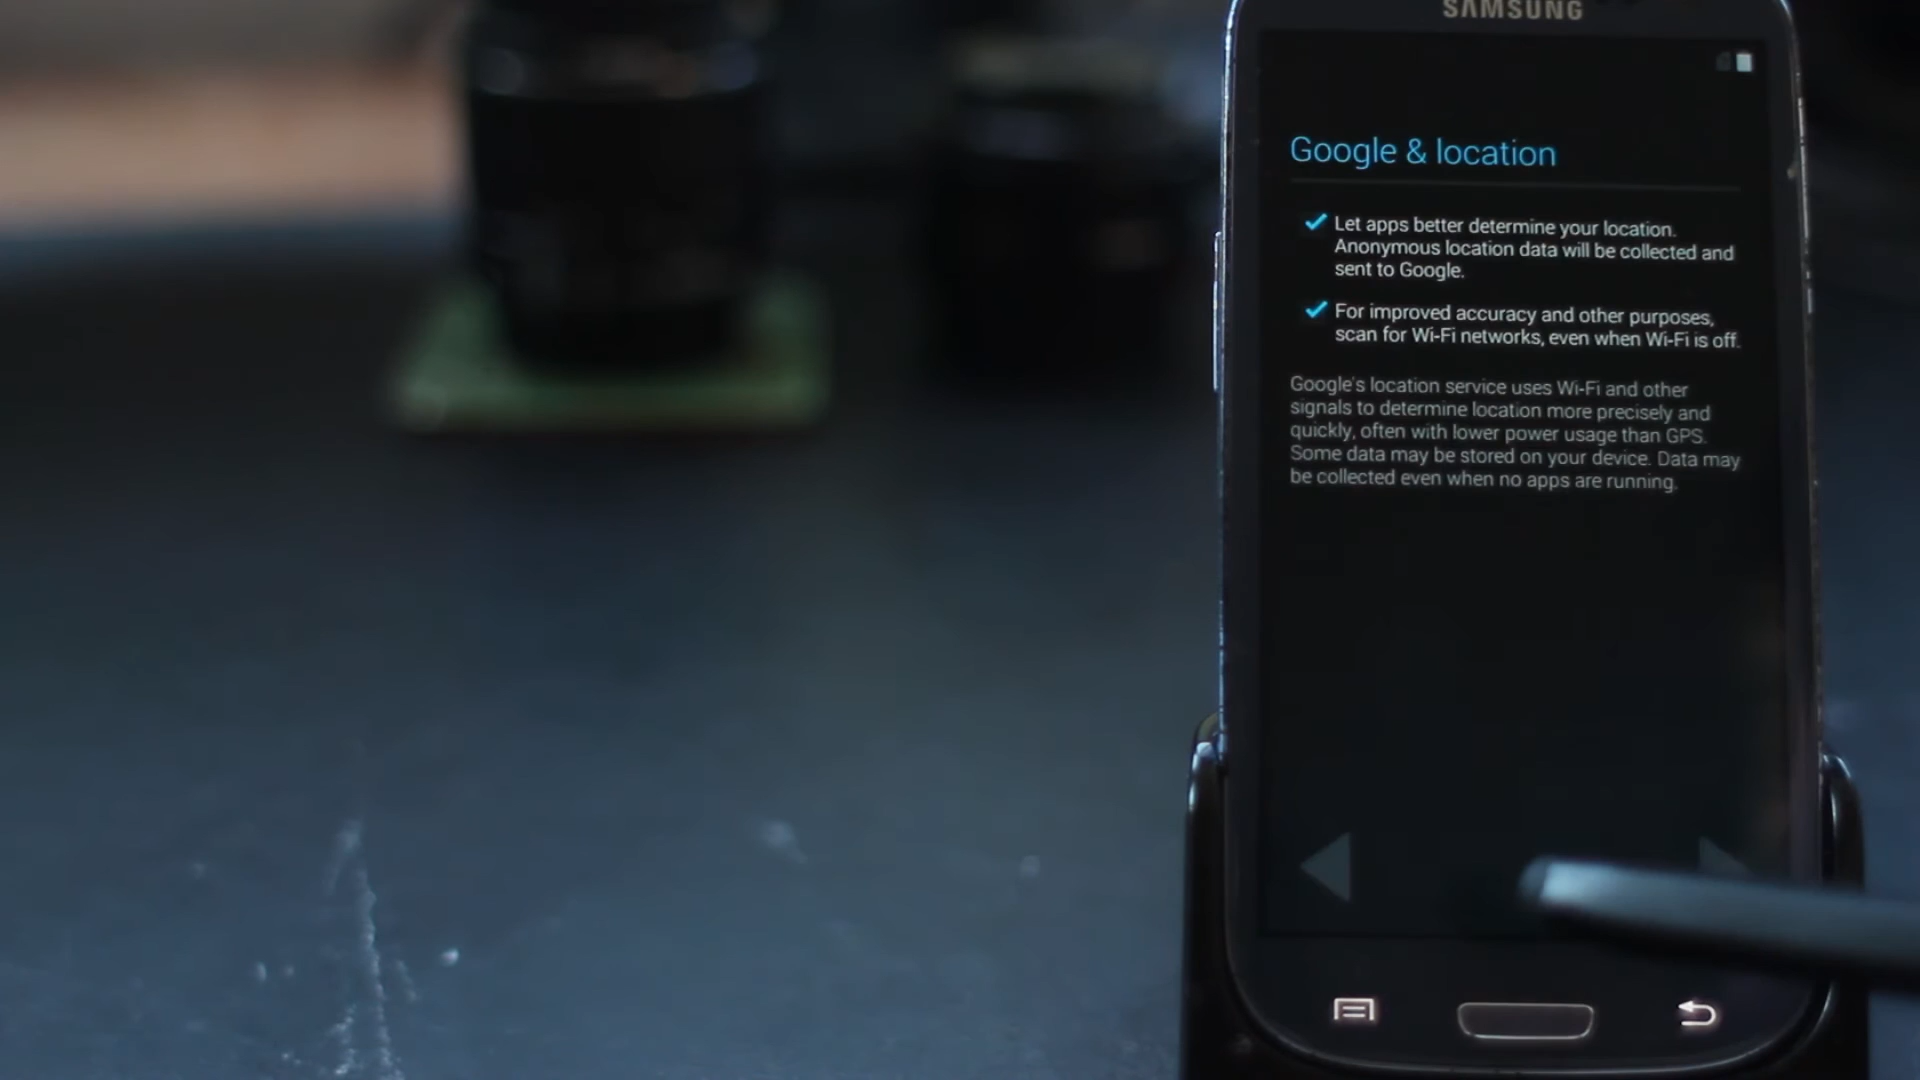 SAMSUNG
Google & location
Let apps better determine your location.
Anonymous location data will be collected and
sent to Google.
For improved accuracy and other purposes,
scan for Wi-Fi networks, even when Wi-Fi is off.
Google's location service uses Wi-Fi and other
signals to determine location more precisely and
quickly, often with lower power usage than GPS.
Some data may be stored on your device. Data may
be collected even when no apps are running.